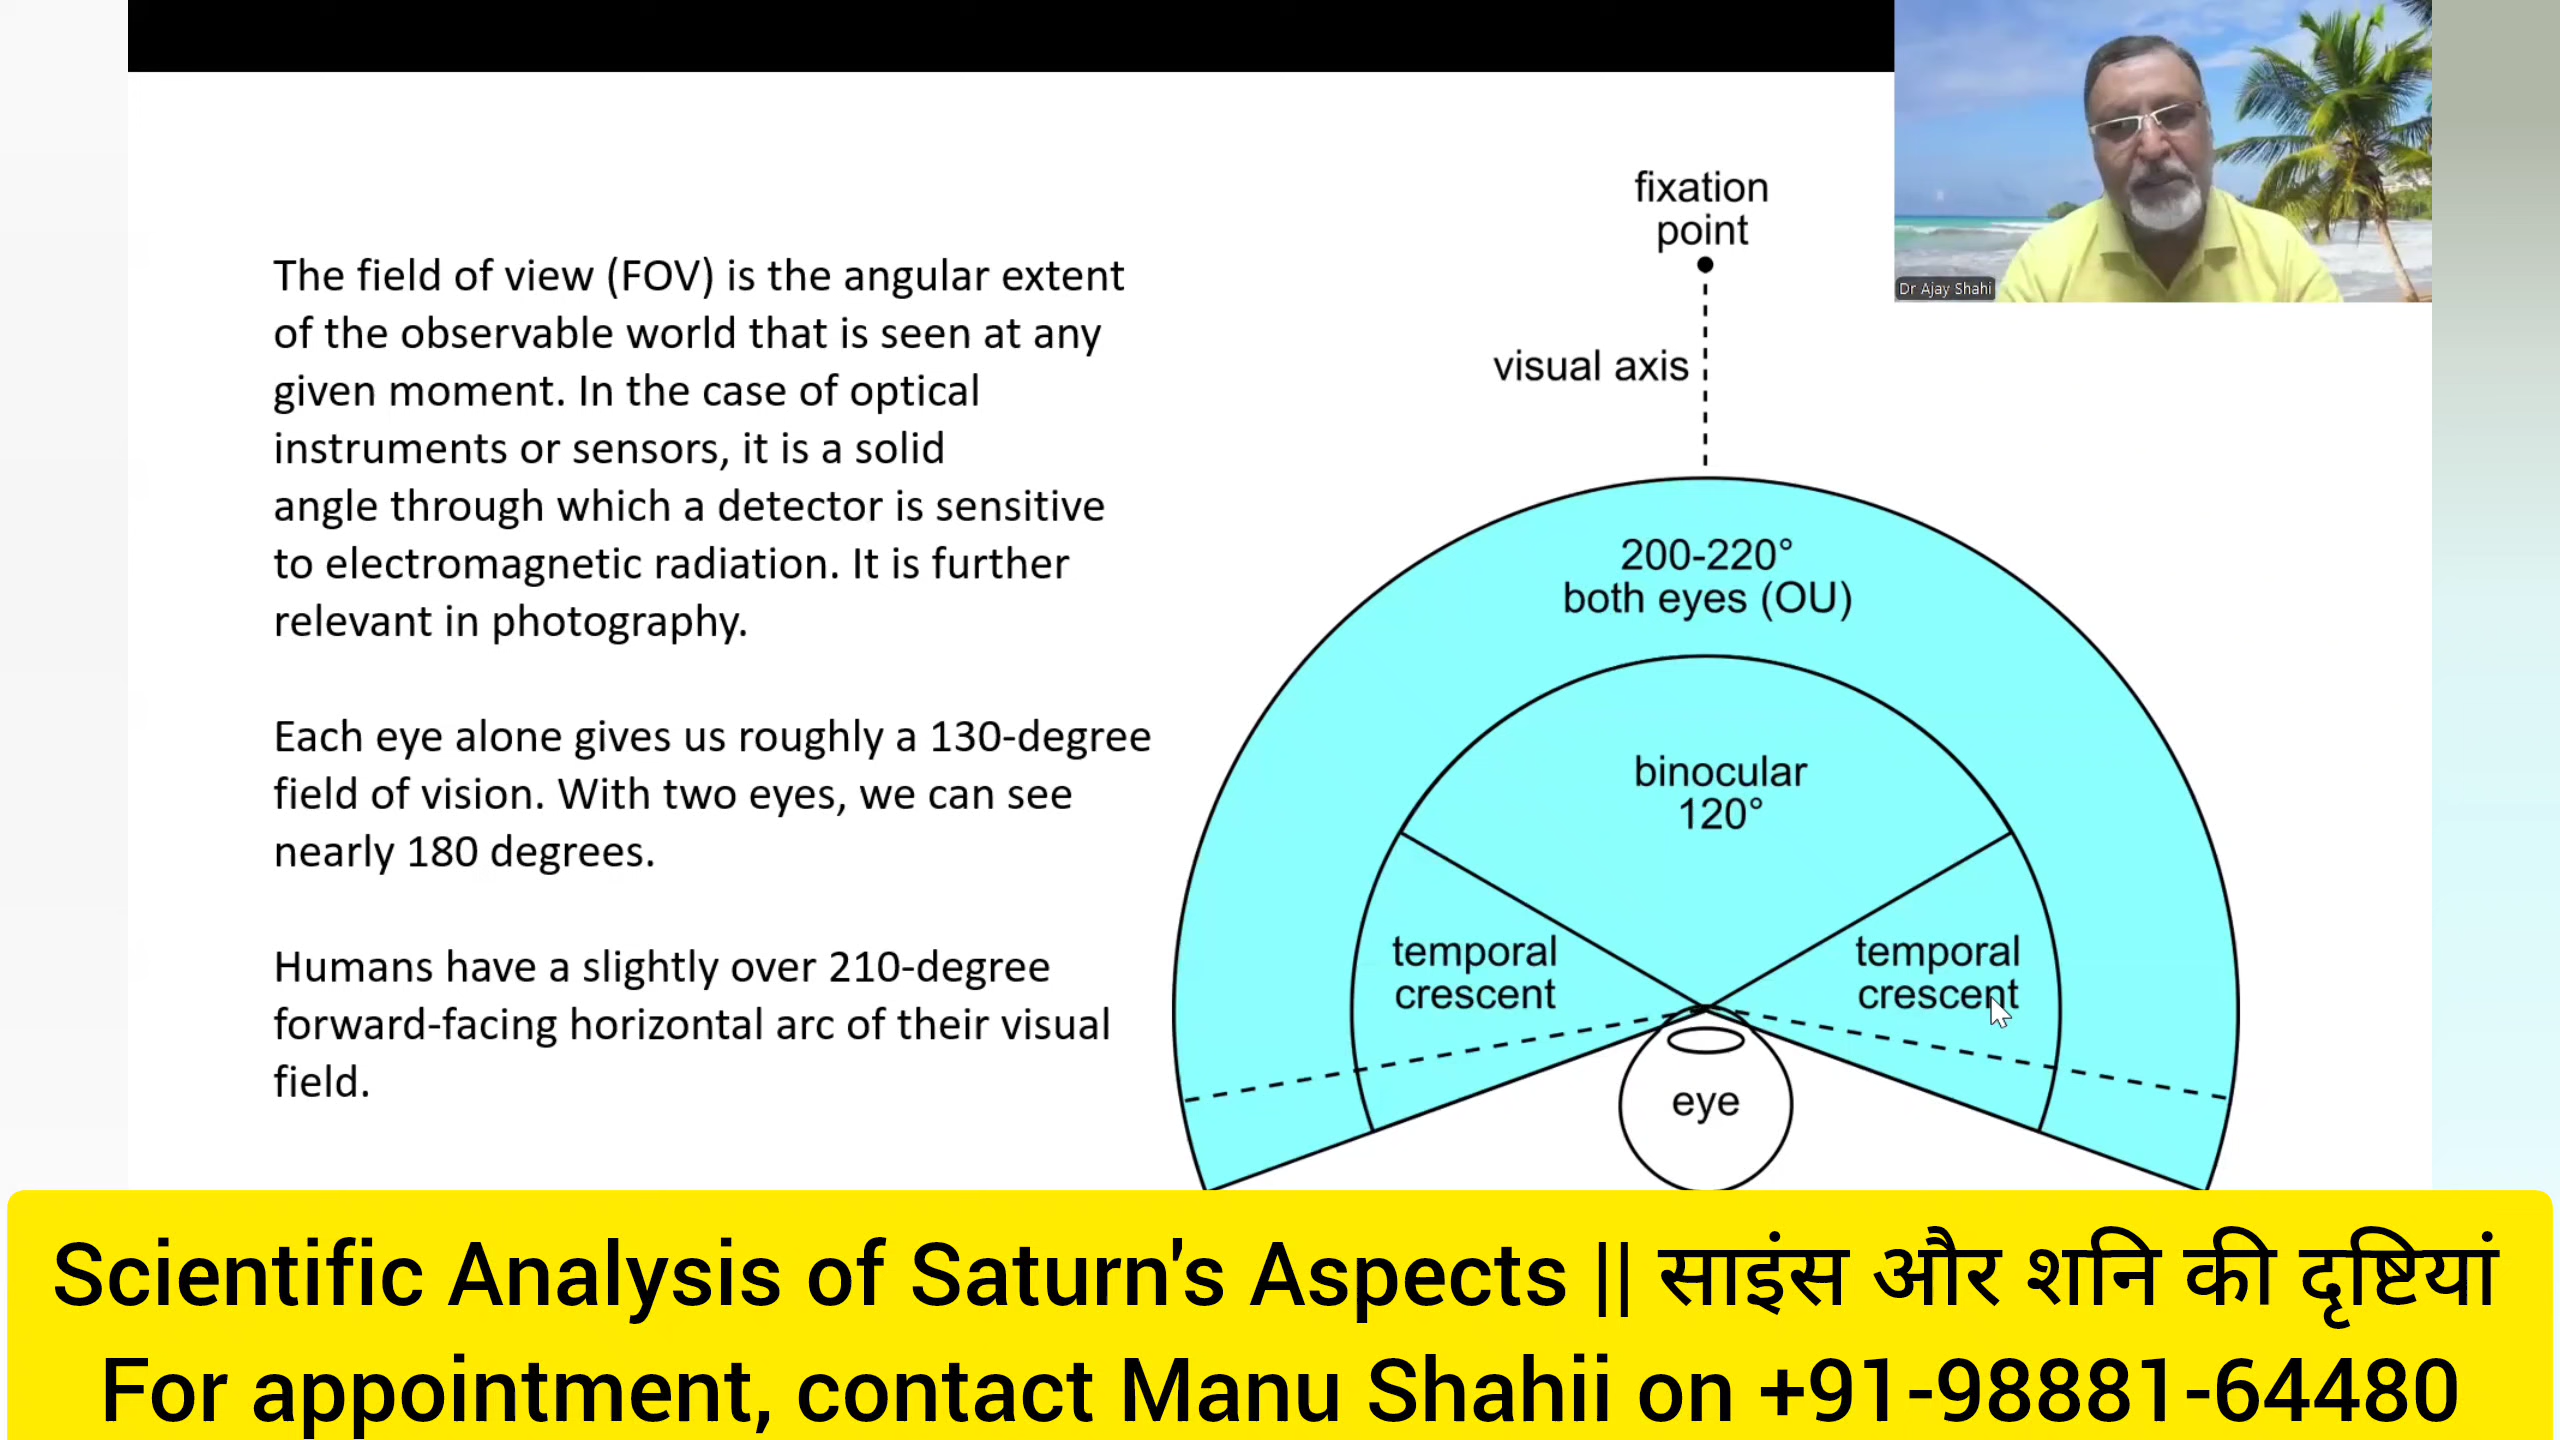 The field of view (FOV) is the angular extent
of the observable world that is seen at any
given moment. In the case of optical
instruments or sensors, it is a solid
angle through which a detector is sensitive
to electromagnetic radiation. It is further
relevant in photography.
Each eye alone gives us roughly a 130-degree
field of vision. With two eyes, we can see
nearly 180 degrees.
Humans have a slightly over 210-degree
forward-facing horizontal arc of their visual
field.
fixation
point
visual axis
200-220°
both eyes (OU)
binocular
120°
temporal
crescent
temporal
crescent
eye
Dr Ajay Shahi
Scientific Analysis of Saturn's Aspects || साइंस और शनि की दृष्टियां
For appointment, contact Manu Shahii on +91-98881-64480